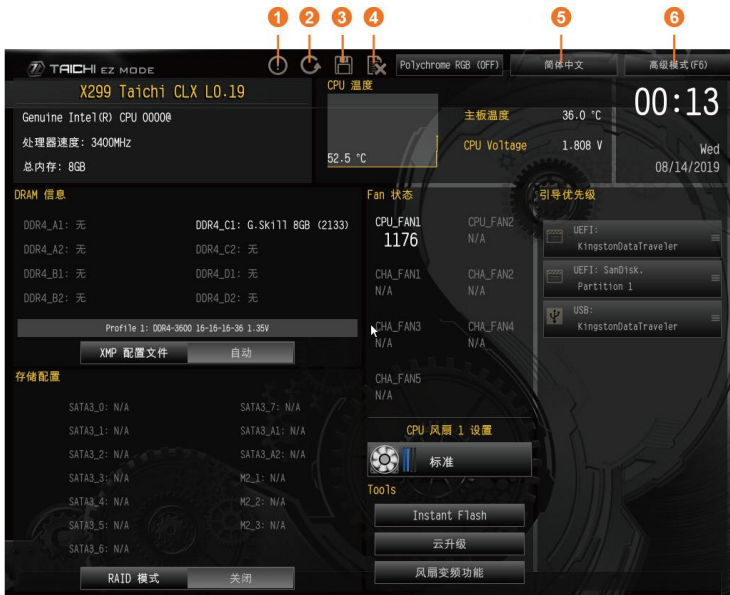 1 2 3 4 5 6
TAICHI EZ MODE
Polychrome RGB (OFF)
简体中文
高级模式(F6)
X299 Taichi CLX L0.19
Genuine Intel(R) CPU 0000@
处理器速度: 3400MHz
总内存: 8GB
CPU 温度
52.5 °C
主板温度 36.0 °C
CPU Voltage 1.808 V
00:13
Wed
08/14/2019
DRAM 信息
DDR4_A1: 无
DDR4_C1: G.Skill 8GB (2133)
DDR4_A2: 无
DDR4_C2: 无
DDR4_B1: 无
DDR4_D1: 无
DDR4_B2: 无
DDR4_D2: 无
Profile 1: DDR4-3600 16-16-16-36 1.35V
XMP 配置文件
自动
存储配置
SATA3_0: N/A
SATA3_7: N/A
SATA3_1: N/A
SATA3_A1: N/A
SATA3_2: N/A
SATA3_A2: N/A
SATA3_3: N/A
M2_1: N/A
SATA3_4: N/A
M2_2: N/A
SATA3_5: N/A
M2_3: N/A
SATA3_6: N/A
RAID 模式
关闭
Fan 状态
CPU_FAN1
1176
CPU_FAN2
N/A
CHA_FAN1
N/A
CHA_FAN2
N/A
CHA_FAN3
N/A
CHA_FAN4
N/A
CHA_FAN5
N/A
CPU 风扇 1 设置
标准
Tools
Instant Flash
云升级
风扇变频功能
引导优先级
UEFI:
KingstonDataTraveler
UEFI: SanDisk.
Partition 1
USB:
KingstonDataTraveler